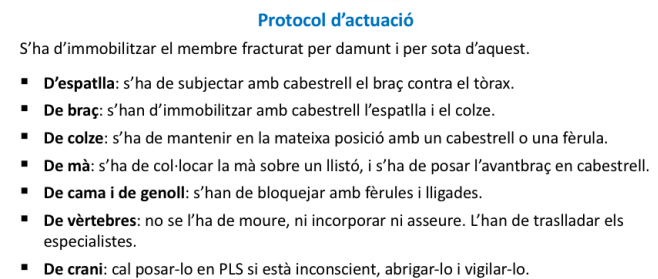 Protocol d'actuació
S'ha d'immobilitzar el membre fracturat per damunt i per sota d'aquest.
▪ D'espatlla: s'ha de subjectar amb cabestrell el braç contra el tòrax.
▪ De braç: s'han d'immobilitzar amb cabestrell l'espatlla i el colze.
▪ De colze: s'ha de mantenir en la mateixa posició amb un cabestrell o una fèrula.
▪ De mà: s'ha de col·locar la mà sobre un llistó, i s'ha de posar l'avantbraç en cabestrell.
▪ De cama i de genoll: s'han de bloquejar amb fèrules i lligades.
▪ De vèrtebres: no se l'ha de moure, ni incorporar ni asseure. L'han de traslladar els
especialistes.
▪ De crani: cal posar-lo en PLS si està inconscient, abrigar-lo i vigilar-lo.